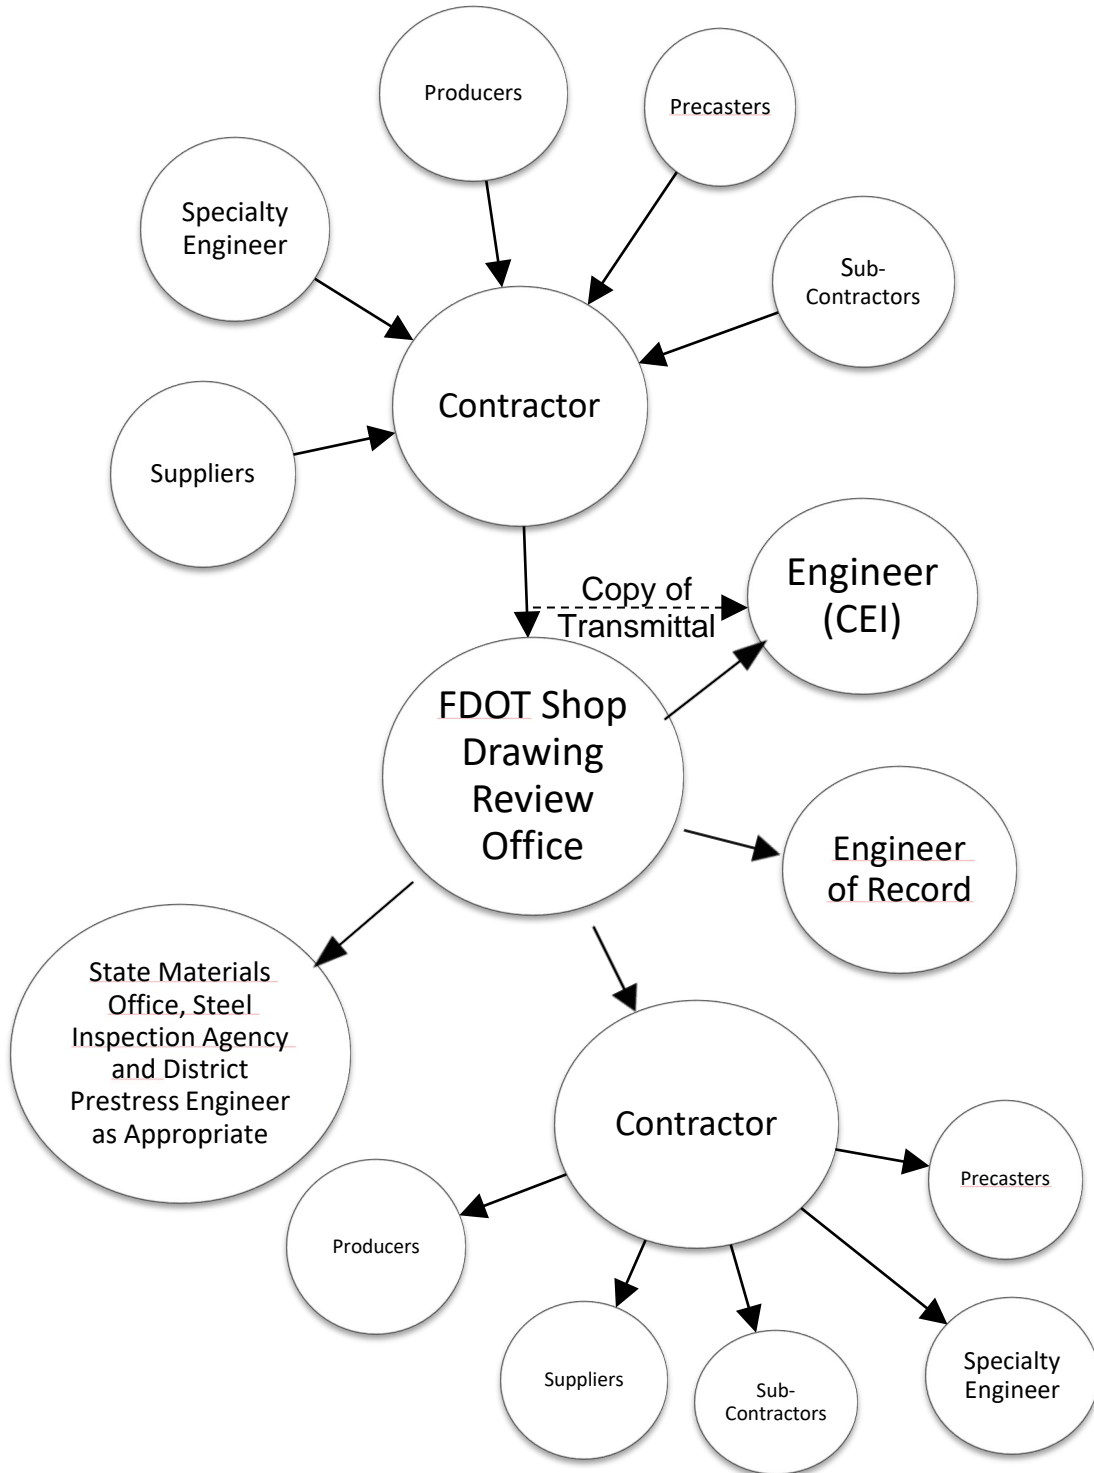 Producers
Precasters
Specialty
Engineer
Sub-
Contractors
Contractor
Suppliers
Engineer
(CEI)
Copy of
Transmittal
FDOT Shop
Drawing
Review
Office
Engineer
of Record
State Materials
Office, Steel
Inspection Agency
and District
Prestress Engineer
as Appropriate
Contractor
Precasters
Producers
Suppliers
Sub-
Contractors
Specialty
Engineer